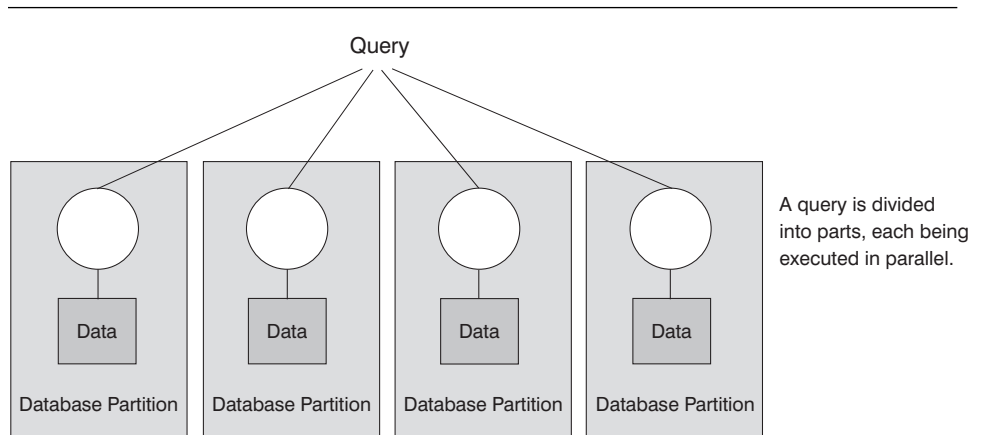 Query
A query is divided
into parts, each being
executed in parallel.
Data
Data
Data
Data
Database Partition
Database Partition
Database Partition
Database Partition